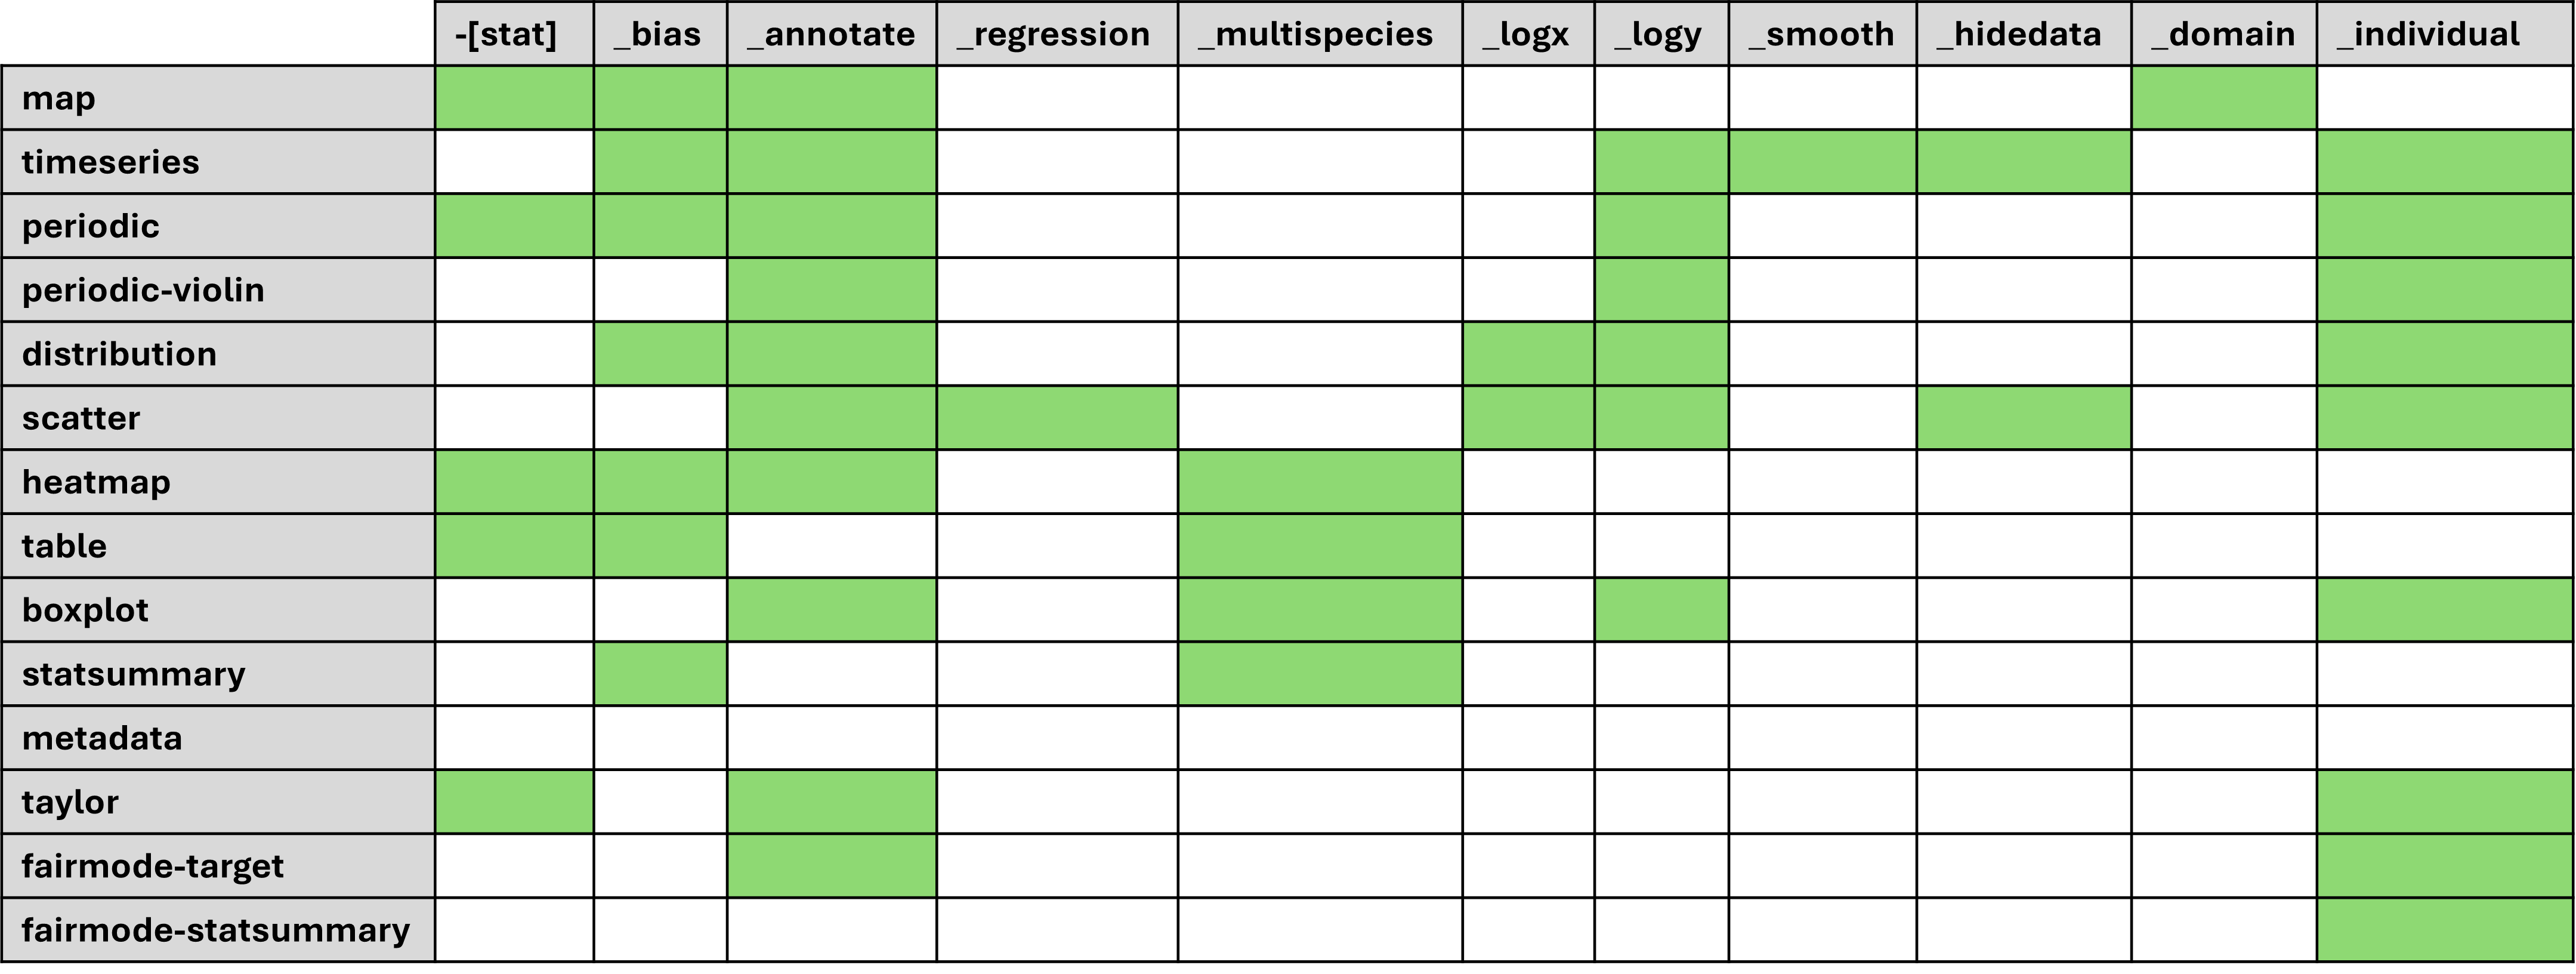 -[stat] _bias _annotate _regression _multispecies _logx _logy _smooth _hidedata _domain _individual
map
timeseries
periodic
periodic-violin
distribution
scatter
heatmap
table
boxplot
statsummary
metadata
taylor
fairmode-target
fairmode-statsummary